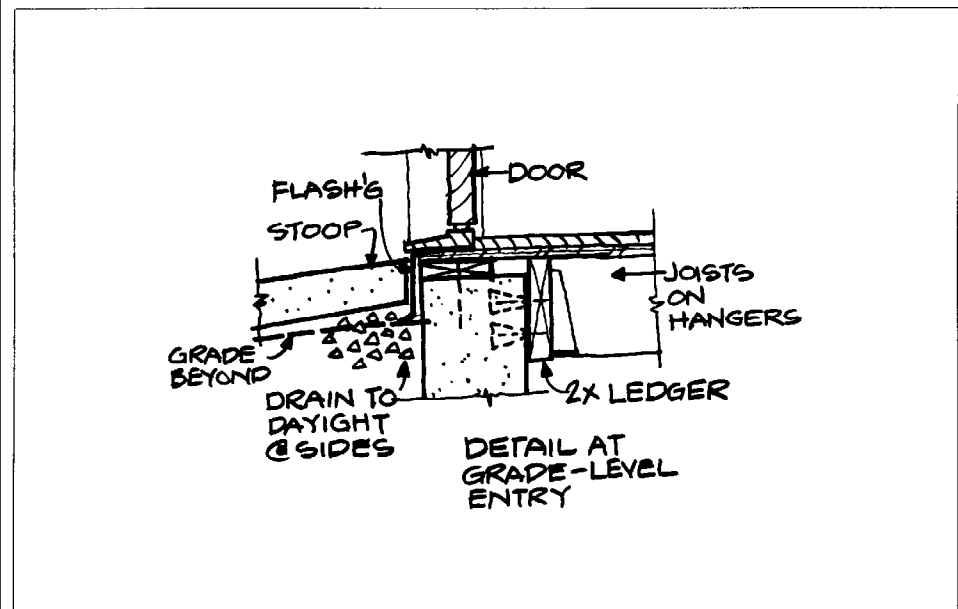 DOOR
FLASH'G
STOOP
JOISTS
ON
HANGERS
GRADE
BEYOND
DRAIN TO
DAYIGHT
@ SIDES
2X LEDGER
DETAIL AT
GRADE-LEVEL
ENTRY